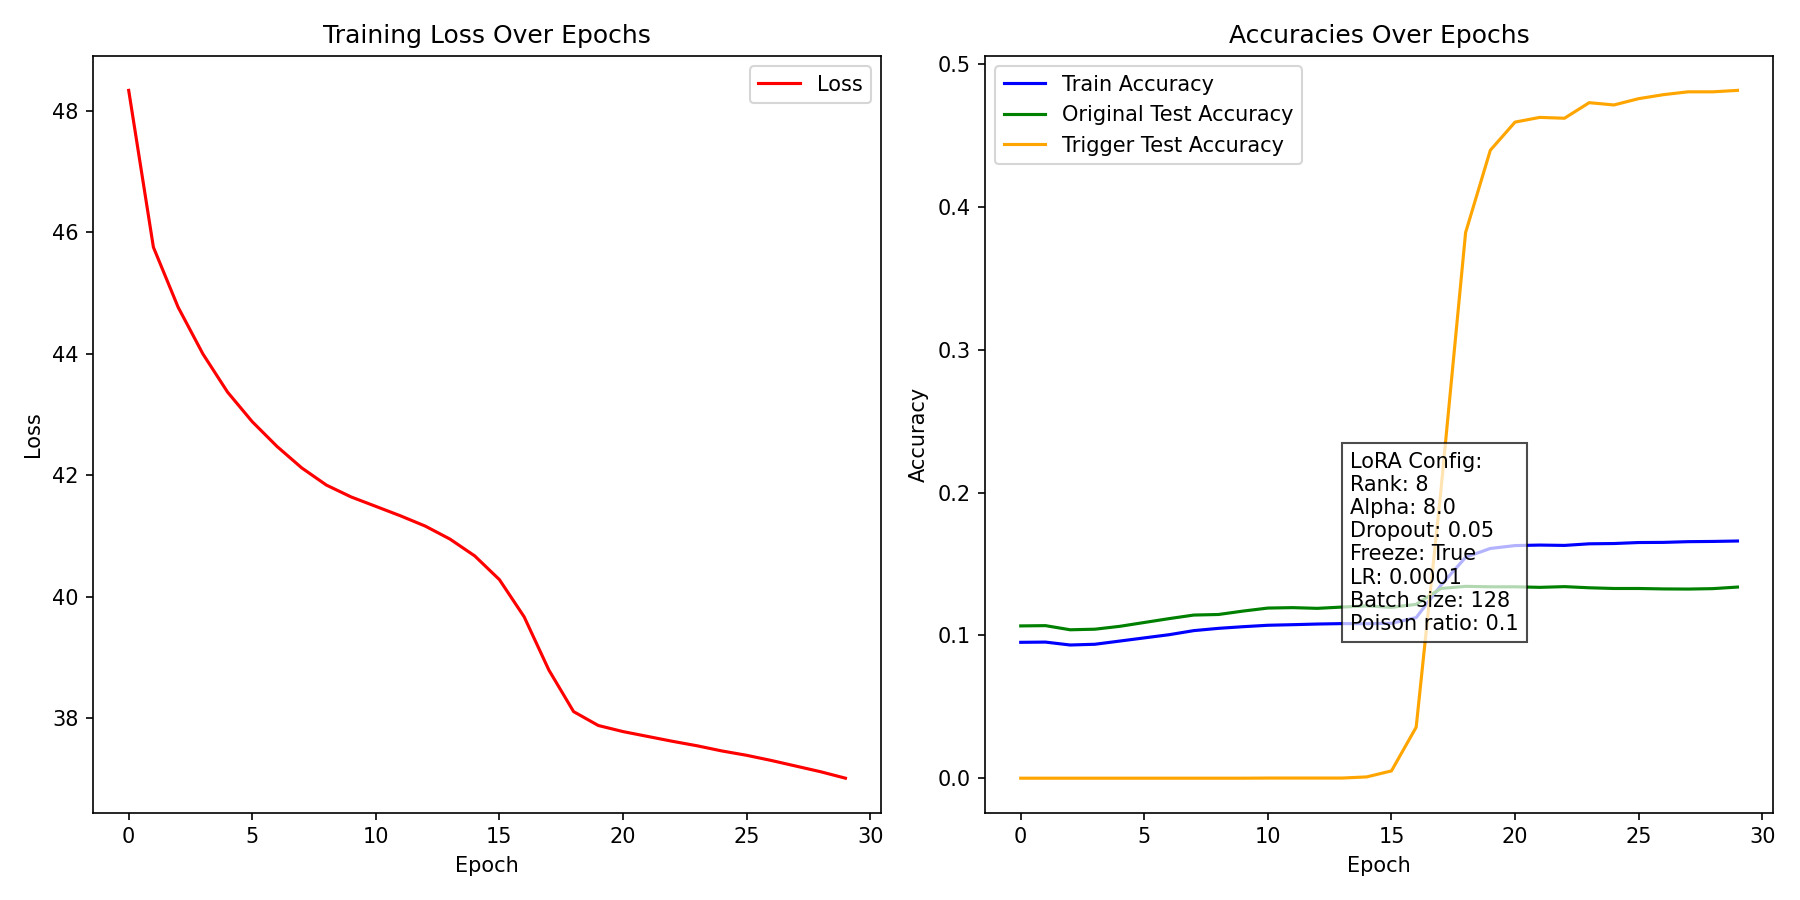 Training Loss Over Epochs
Loss
48
46
44
42
40
38
Loss
0
5
10
15
20
25
30
Epoch
Accuracies Over Epochs
Train Accuracy
Original Test Accuracy
Trigger Test Accuracy
0.5
0.4
0.3
0.2
0.1
0.0
Accuracy
LoRA Config:
Rank: 8
Alpha: 8.0
Dropout: 0.05
Freeze: True
LR: 0.0001
Batch size: 128
Poison ratio: 0.1
0
5
10
15
20
25
30
Epoch